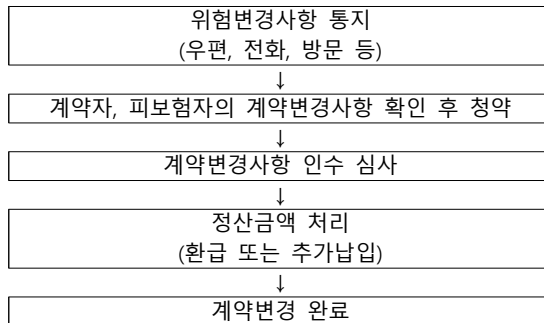 위험변경사항 통지
(우편, 전화, 방문 등)
↓
계약자, 피보험자의 계약변경사항 확인 후 청약
↓
계약변경사항 인수 심사
↓
정산금액 처리
(환급 또는 추가납입)
↓
계약변경 완료